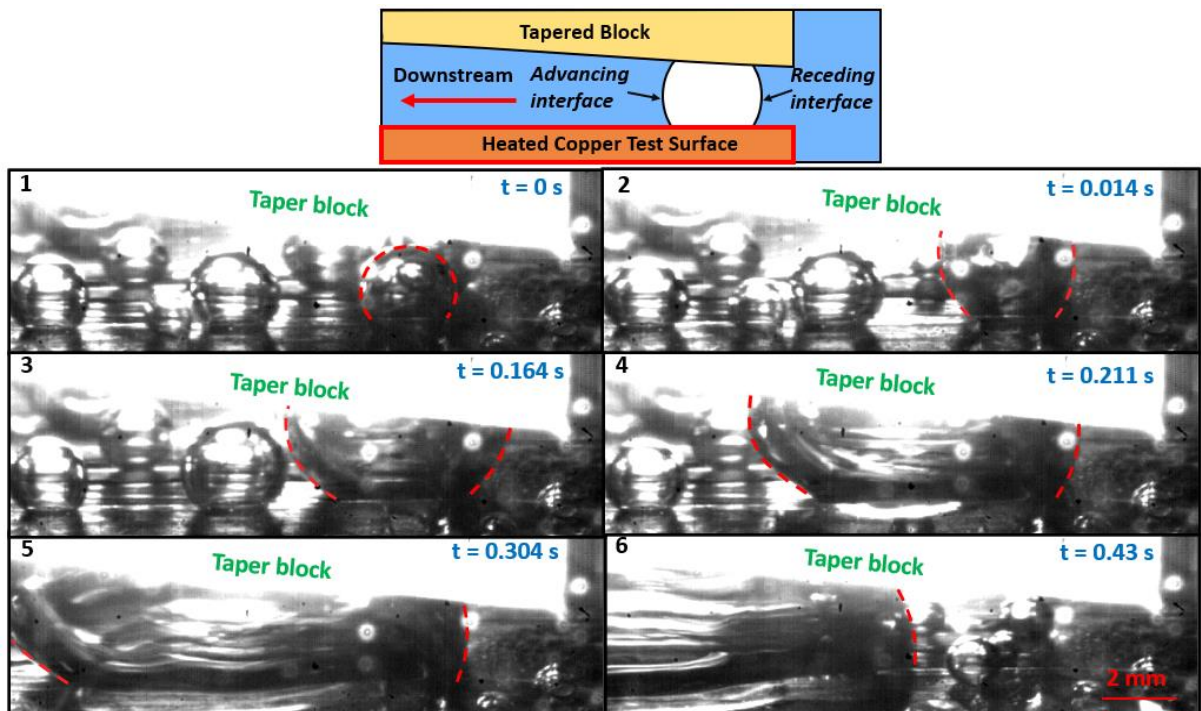 Tapered Block
Downstream
Advancing
interface
Receding
interface
Heated Copper Test Surface
1
t = 0 s
Taper block
2
t = 0.014 s
Taper block
3
t = 0.164 s
Taper block
4
t = 0.211 s
Taper block
5
t = 0.304 s
Taper block
6
t = 0.43 s
Taper block
2 mm